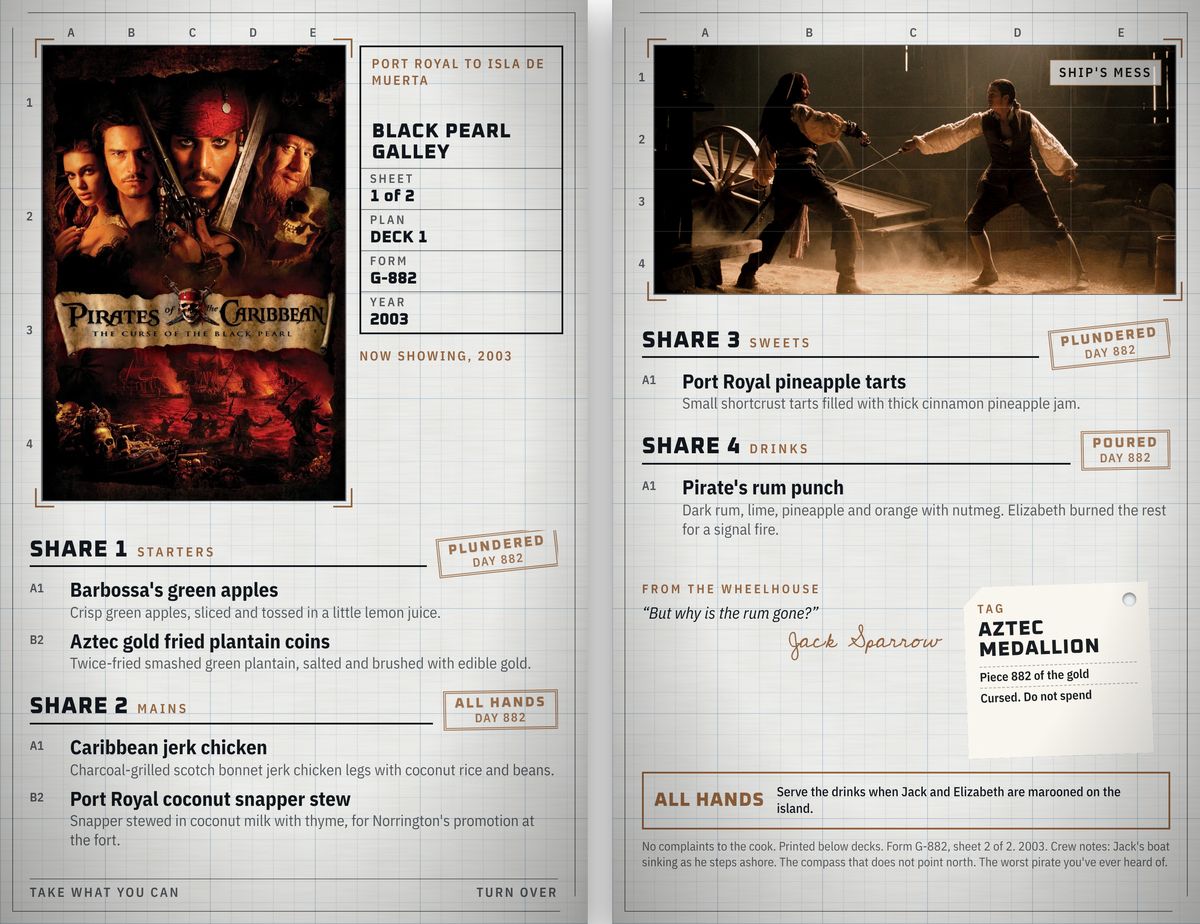 A B C D E
1
2
3
4
PIRATES of the CARIBBEAN
THE CURSE OF THE BLACK PEARL
PORT ROYAL TO ISLA DE
MUERTA
BLACK PEARL
GALLEY
SHEET
1 of 2
PLAN
DECK 1
FORM
G-882
YEAR
2003
NOW SHOWING, 2003
SHARE 1 STARTERS
PLUNDERED
DAY 882
A1 Barbossa's green apples
Crisp green apples, sliced and tossed in a little lemon juice.
B2 Aztec gold fried plantain coins
Twice-fried smashed green plantain, salted and brushed with edible gold.
SHARE 2 MAINS
ALL HANDS
DAY 882
A1 Caribbean jerk chicken
Charcoal-grilled scotch bonnet jerk chicken legs with coconut rice and beans.
B2 Port Royal coconut snapper stew
Snapper stewed in coconut milk with thyme, for Norrington's promotion at
the fort.
TAKE WHAT YOU CAN TURN OVER
A B C D E
1
2
3
4
SHIP'S MESS
SHARE 3 SWEETS
PLUNDERED
DAY 882
A1 Port Royal pineapple tarts
Small shortcrust tarts filled with thick cinnamon pineapple jam.
SHARE 4 DRINKS
POURED
DAY 882
A1 Pirate's rum punch
Dark rum, lime, pineapple and orange with nutmeg. Elizabeth burned the rest
for a signal fire.
FROM THE WHEELHOUSE
“But why is the rum gone?”
Jack Sparrow
TAG
AZTEC
MEDALLION
Piece 882 of the gold
Cursed. Do not spend
ALL HANDS
Serve the drinks when Jack and Elizabeth are marooned on the
island.
No complaints to the cook. Printed below decks. Form G-882, sheet 2 of 2. 2003. Crew notes: Jack's boat
sinking as he steps ashore. The compass that does not point north. The worst pirate you've ever heard of.